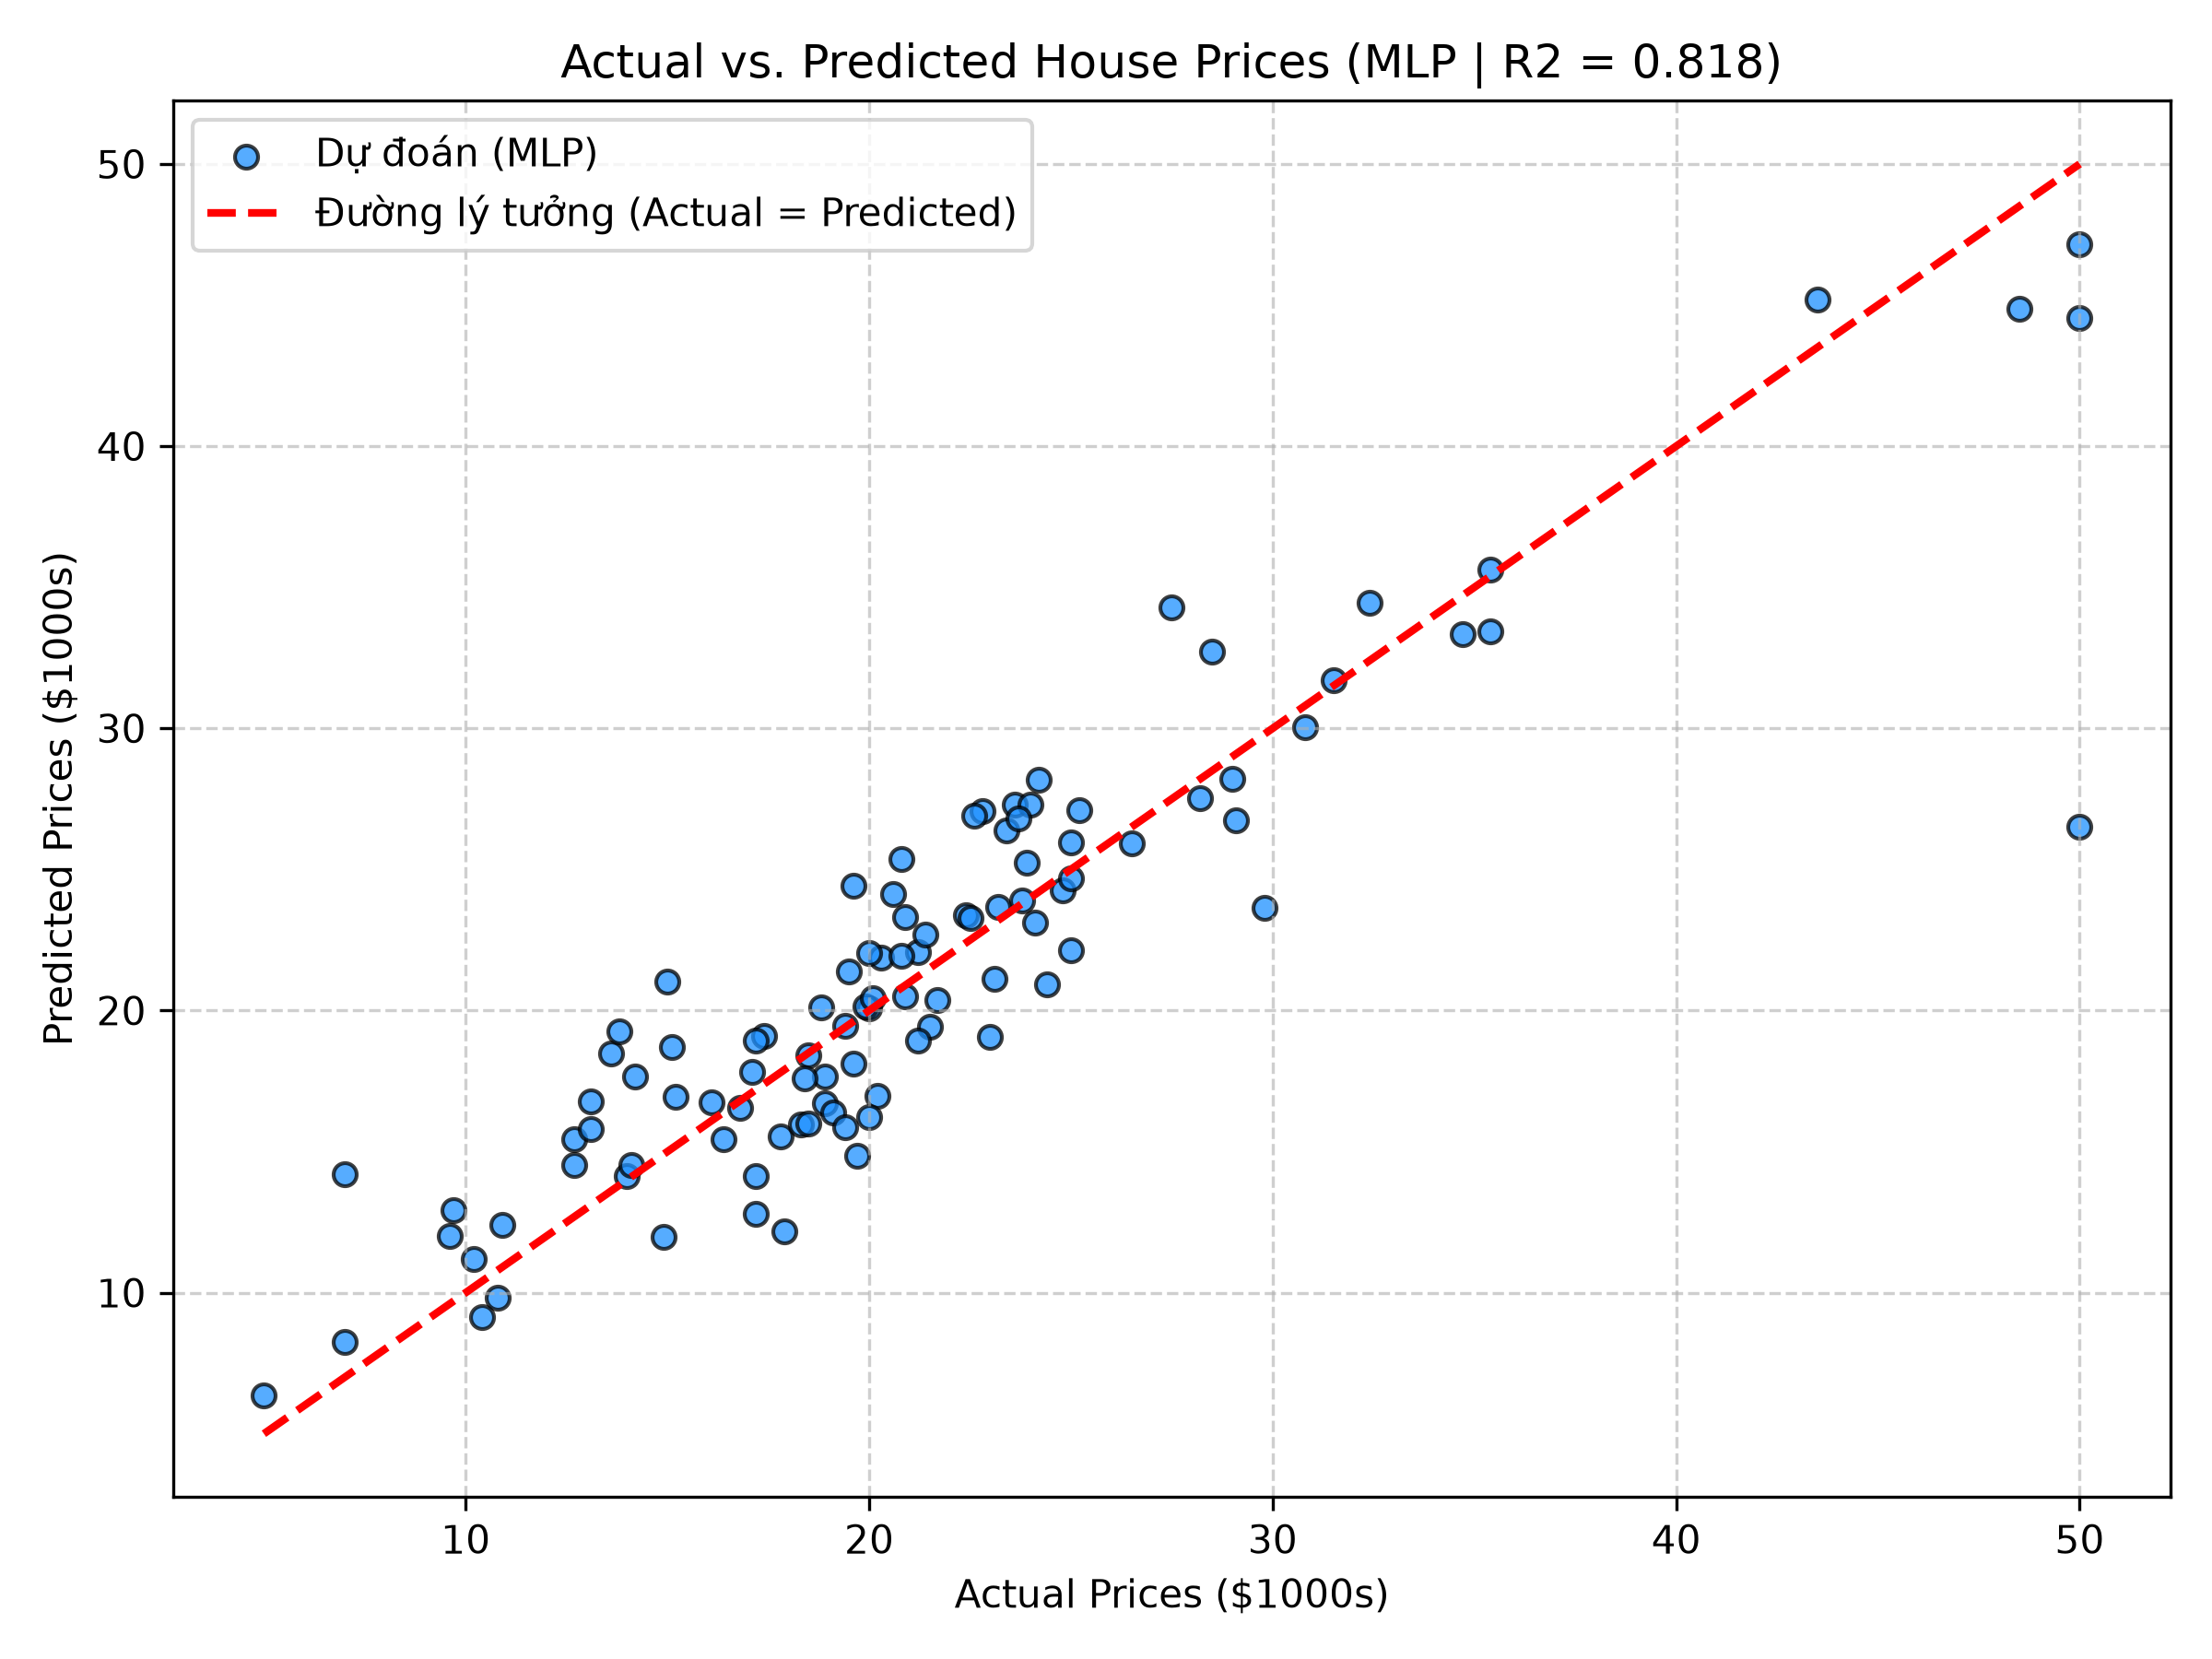 Actual vs. Predicted House Prices (MLP | R2 = 0.818)
Dự đoán (MLP)
Đường lý tưởng (Actual = Predicted)
50
40
30
20
10
Predicted Prices ($1000s)
10 20 30 40 50
Actual Prices ($1000s)